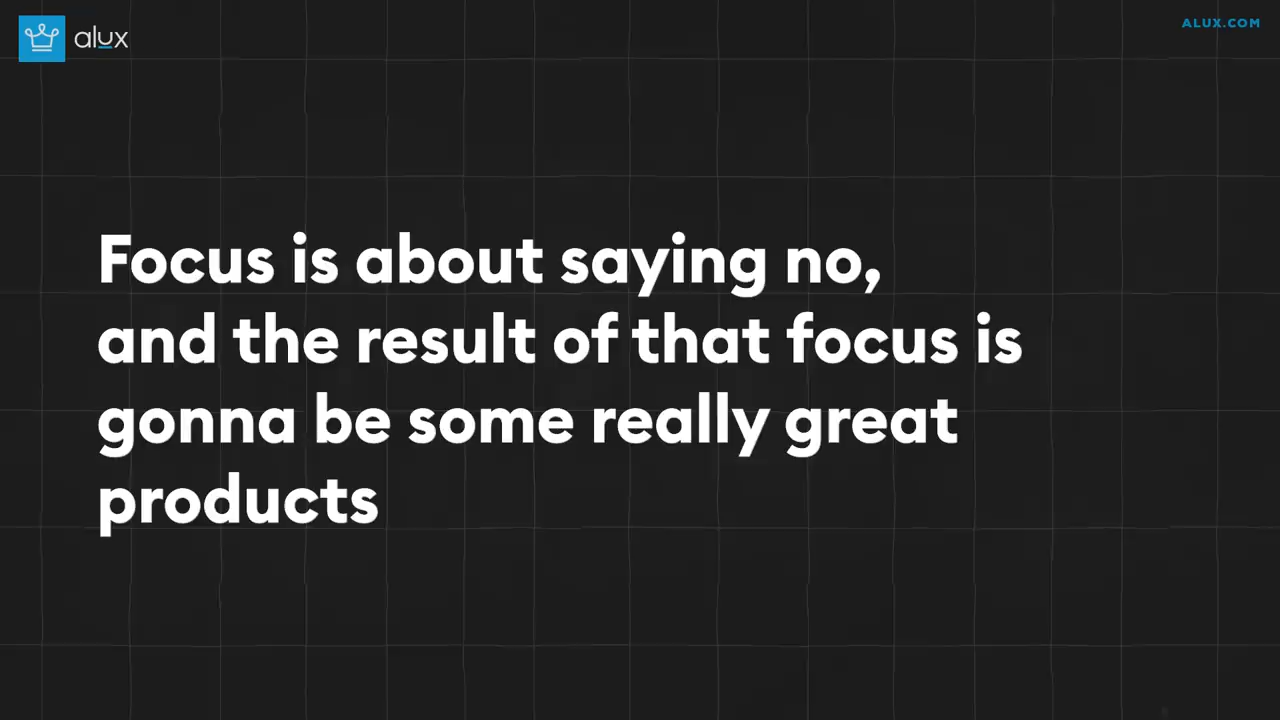 alux
ALUX.COM
Focus is about saying no,
and the result of that focus is
gonna be some really great
products